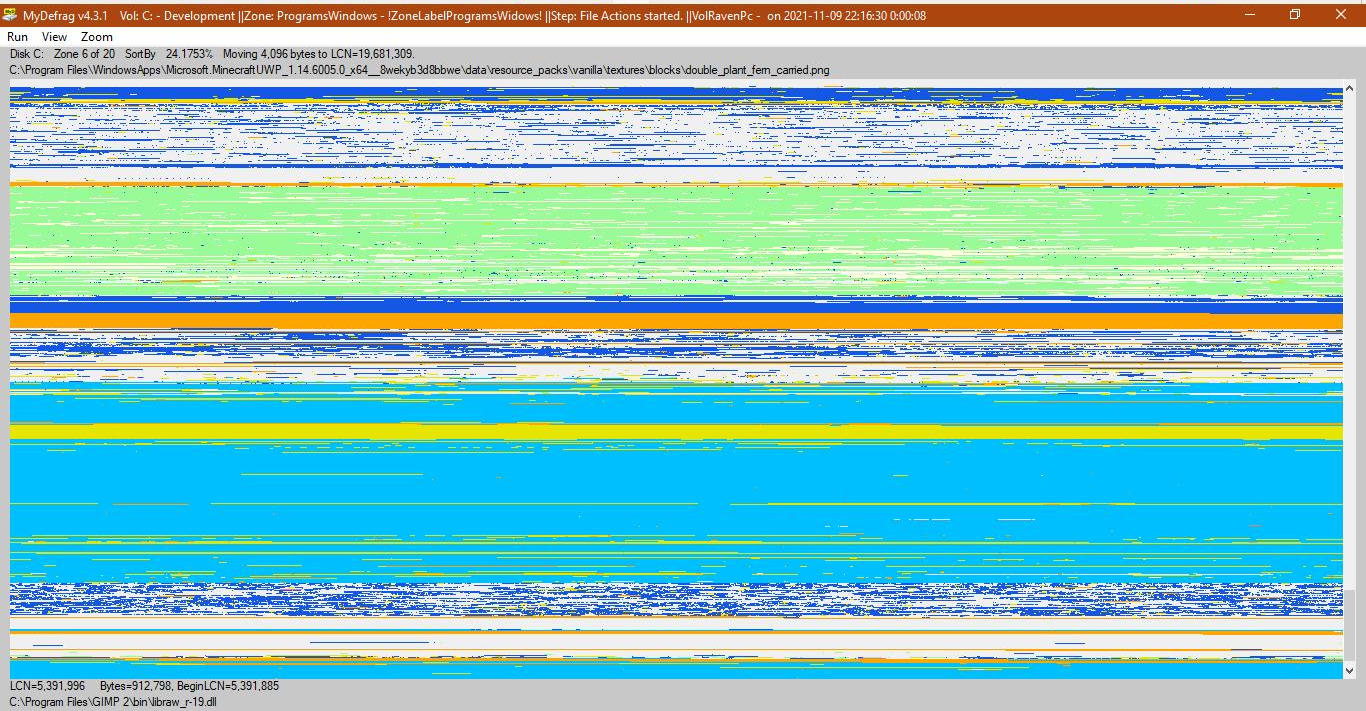 MyDefrag v4.3.1 Vol: C: - Development ||Zone: ProgramsWindows - !ZoneLabelProgramsWidows! ||Step: File Actions started. ||VolRavenPc - on 2021-11-09 22:16:30 0:00:08
Run View Zoom
Disk C: Zone 6 of 20 SortBy 24.1753% Moving 4,096 bytes to LCN=19,681,309.
C:\Program Files\WindowsApps\Microsoft.MinecraftUWP_1.14.6005.0_x64__8wekyb3d8bbwe\data\resource_packs\vanilla\textures\blocks\double_plant_fern_carried.png
LCN=5,391,996 Bytes=912,798, BeginLCN=5,391,885
C:\Program Files\GIMP 2\bin\libraw_r-19.dll